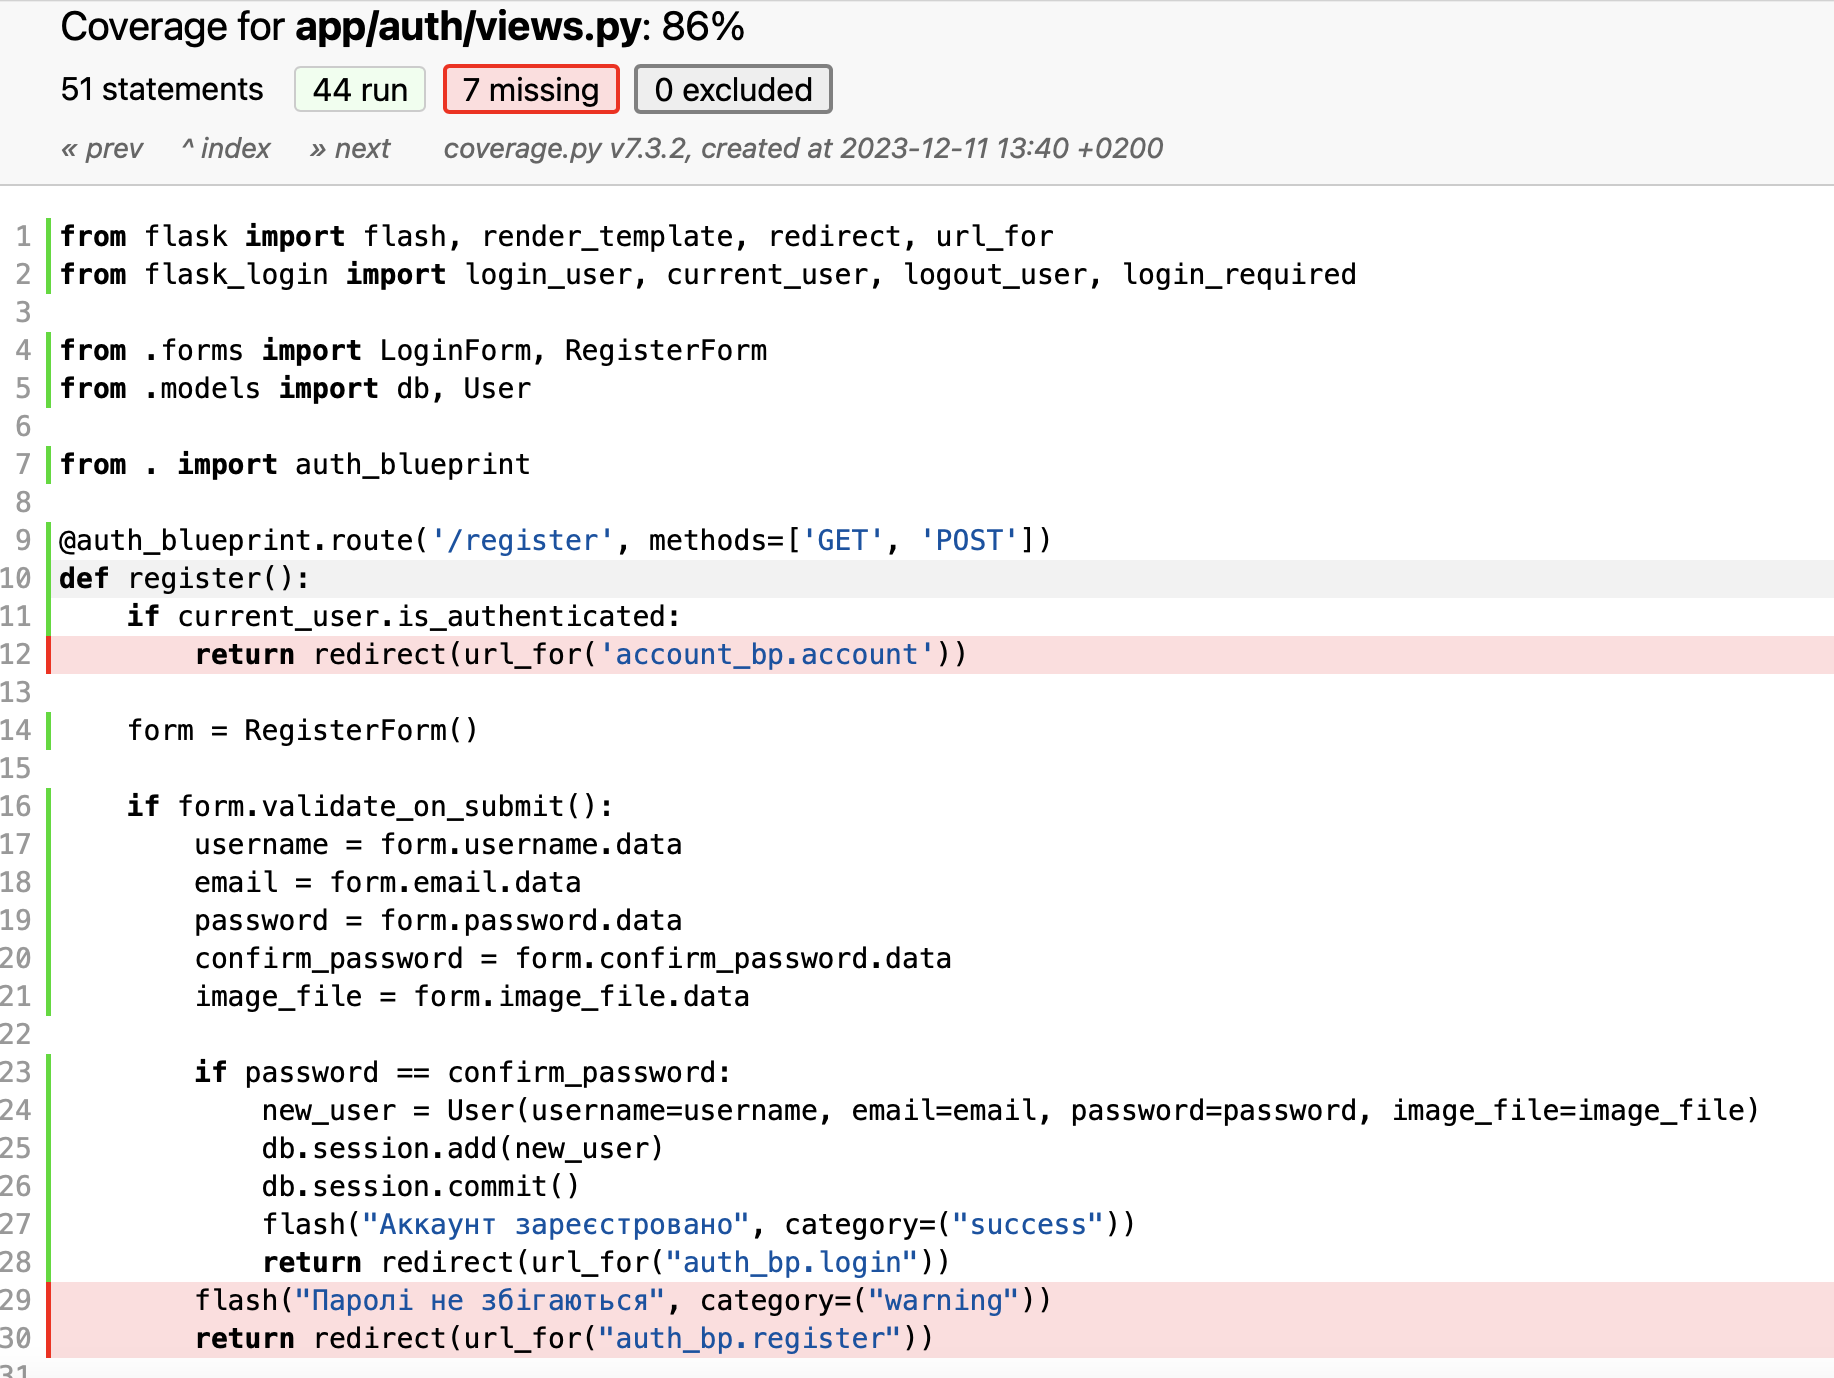 Coverage for app/auth/views.py: 86%
51 statements 44 run 7 missing 0 excluded
« prev ^ index » next coverage.py v7.3.2, created at 2023-12-11 13:40 +0200
1 from flask import flash, render_template, redirect, url_for
2 from flask_login import login_user, current_user, logout_user, login_required
3
4 from .forms import LoginForm, RegisterForm
5 from .models import db, User
6
7 from . import auth_blueprint
8
9 @auth_blueprint.route('/register', methods=['GET', 'POST'])
10 def register():
11     if current_user.is_authenticated:
12         return redirect(url_for('account_bp.account'))
13
14     form = RegisterForm()
15
16     if form.validate_on_submit():
17         username = form.username.data
18         email = form.email.data
19         password = form.password.data
20         confirm_password = form.confirm_password.data
21         image_file = form.image_file.data
22
23         if password == confirm_password:
24             new_user = User(username=username, email=email, password=password, image_file=image_file)
25             db.session.add(new_user)
26             db.session.commit()
27             flash("Аккаунт зареєстровано", category=("success"))
28             return redirect(url_for("auth_bp.login"))
29         flash("Паролі не збігаються", category=("warning"))
30         return redirect(url_for("auth_bp.register"))
31